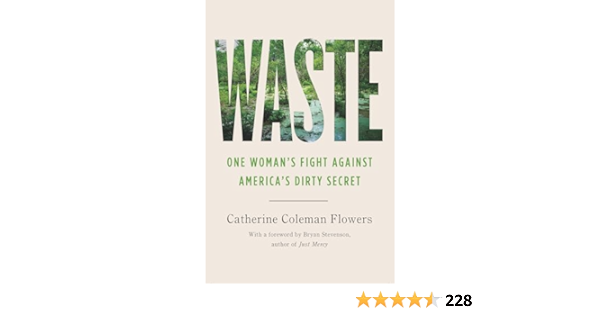 WASTE
ONE WOMAN'S FIGHT AGAINST
AMERICA'S DIRTY SECRET
Catherine Coleman Flowers
With a foreword by Bryan Stevenson,
author of Just Mercy
228